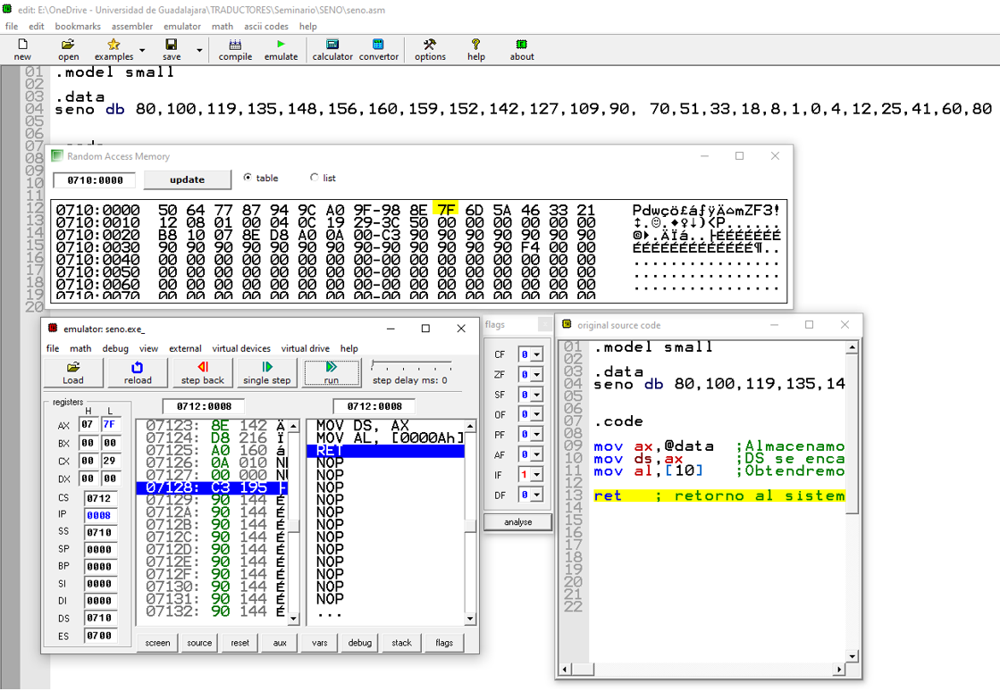 edit: E:\OneDrive - Universidad de Guadalajara\TRADUCTORES\Seminario\SENO\seno.asm
file edit bookmarks assembler emulator math ascii codes help
new open examples save compile emulate calculator convertor options help about
01 .model small
02
03 .data
04 seno db 80,100,119,135,148,156,160,159,152,142,127,109,90, 70,51,33,18,8,1,0,4,12,25,41,60,80
05
06
07
08
09
10
11
12
13
14
15
16
17
18
19
20
Random Access Memory
0710:0000 update table list
0710:0000 50 64 77 87 94 9C A0 9F-98 8E 7F 6D 5A 46 33 21
0710:0010 12 08 01 00 04 0C 19 29-3C 50 00 00 00 00 00 00
0710:0020 B8 10 07 8E D8 A0 0A 00-C3 90 90 90 90 90 90 90
0710:0030 90 90 90 90 90 90 90 90-90 90 90 90 90 F4 00 00
0710:0040 00 00 00 00 00 00 00 00-00 00 00 00 00 00 00 00
0710:0050 00 00 00 00 00 00 00 00-00 00 00 00 00 00 00 00
0710:0060 00 00 00 00 00 00 00 00-00 00 00 00 00 00 00 00
0710:0070 00 00 00 00 00 00 00 00-00 00 00 00 00 00 00 00
emulator: seno.exe_
file math debug view external virtual devices virtual drive help
Load reload step back single step run step delay ms: 0
registers
H L
AX 07 7F
BX 00 00
CX 00 29
DX 00 00
CS 0712
IP 0008
SS 0710
SP 0000
BP 0000
SI 0000
DI 0000
DS 0710
ES 0700
0712:0008
07123: 8E 142 Ä
07124: D8 216 Ï
07125: A0 160 á
07126: 0A 010
07127: 00 000
07128: C3 195 ├
07129: 90 144 É
0712A: 90 144 É
0712B: 90 144 É
0712C: 90 144 É
0712D: 90 144 É
0712E: 90 144 É
0712F: 90 144 É
07130: 90 144 É
07131: 90 144 É
07132: 90 144 É
0712:0008
MOV DS, AX
MOV AL, [0000Ah]
RET
NOP
NOP
NOP
NOP
NOP
NOP
NOP
NOP
NOP
NOP
NOP
NOP
...
screen source reset aux vars debug stack flags
flags
CF 0
ZF 0
SF 0
OF 0
PF 0
AF 0
IF 1
DF 0
analyse
original source code
01 .model small
02
03 .data
04 seno db 80,100,119,135,14
05
06
07 .code
08
09 mov ax,@data ;Almacenamo
10 mov ds,ax ;DS se enca
11 mov al,[10] ;Obtendremo
12
13 ret ; retorno al sistem
14
15
16
17
18
19
20
21
22